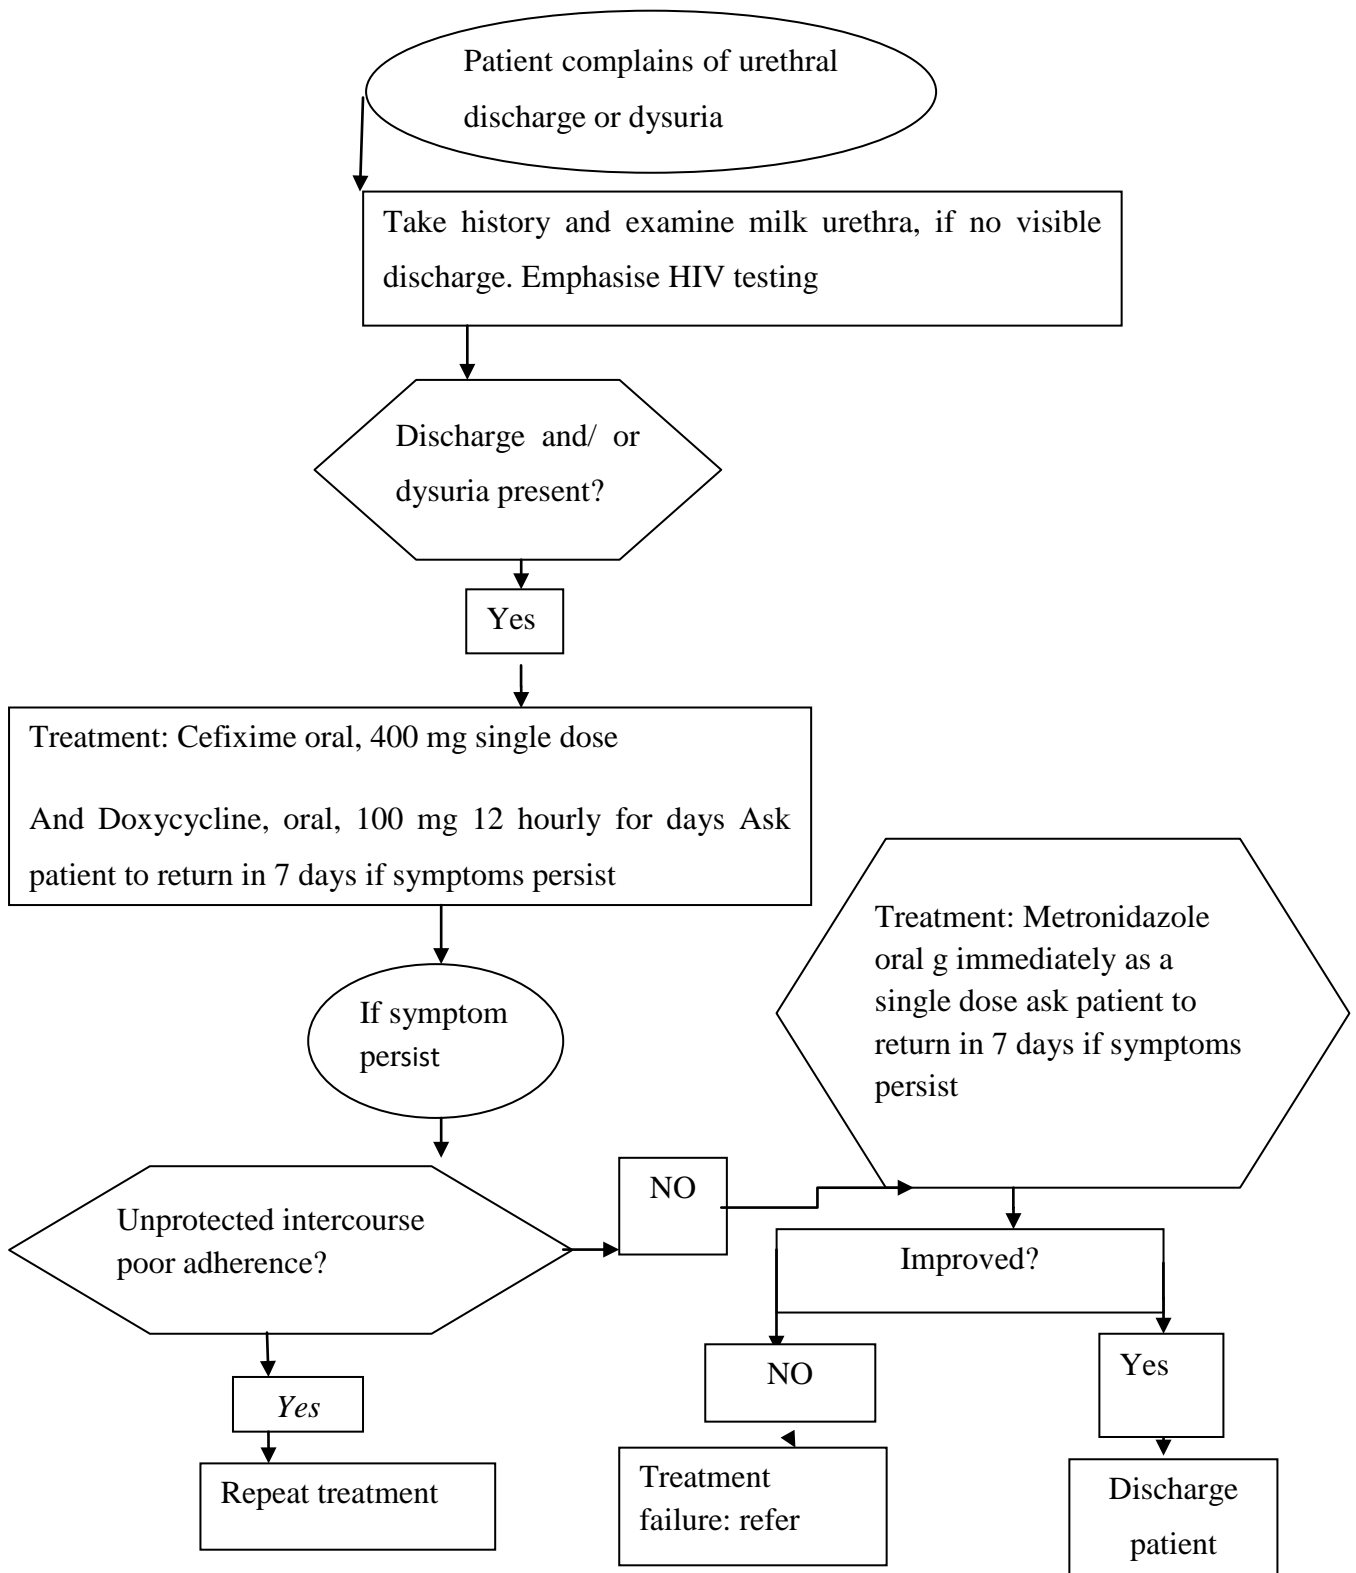 Patient complains of urethral
discharge or dysuria
Take history and examine milk urethra, if no visible
discharge. Emphasise HIV testing
Discharge and/ or
dysuria present?
Yes
Treatment: Cefixime oral, 400 mg single dose
And Doxycycline, oral, 100 mg 12 hourly for days Ask
patient to return in 7 days if symptoms persist
If symptom
persist
Treatment: Metronidazole
oral g immediately as a
single dose ask patient to
return in 7 days if symptoms
persist
Unprotected intercourse
poor adherence?
NO
Improved?
Yes
Repeat treatment
NO
Treatment
failure: refer
Yes
Discharge
patient